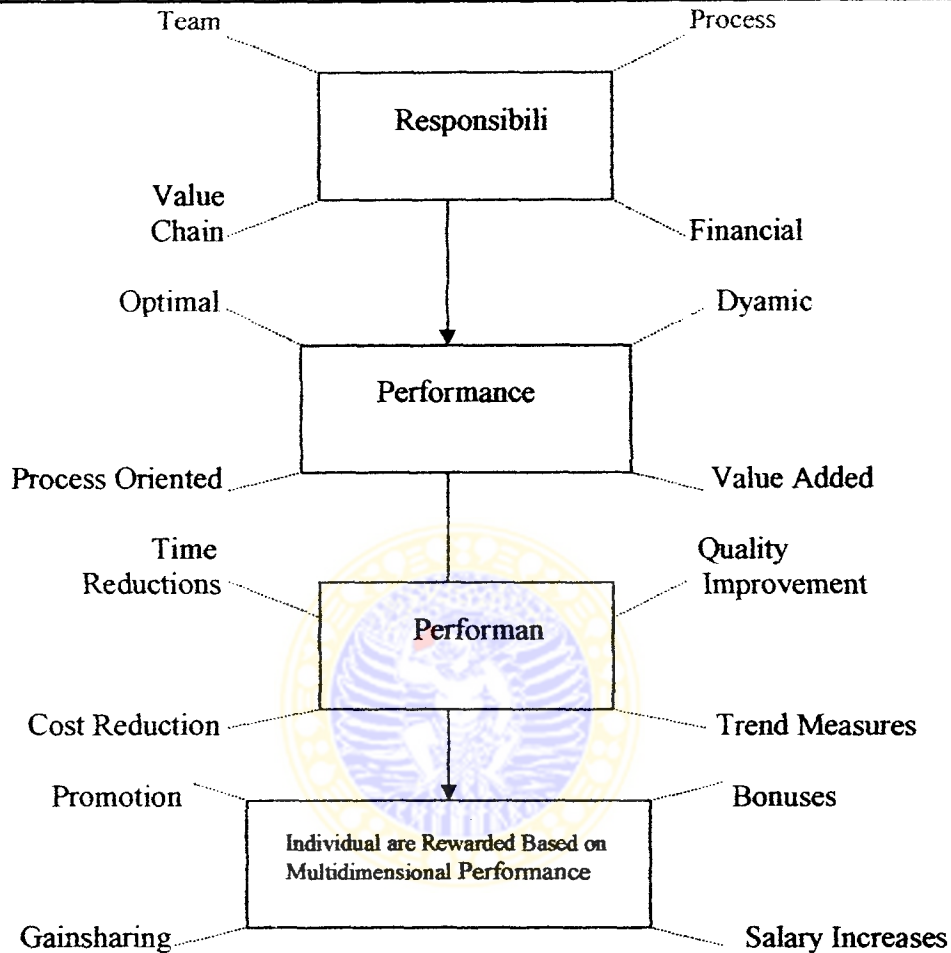 Team
Process
Responsibili
Value
Chain
Financial
Optimal
Dyamic
Performance
Process Oriented
Value Added
Time
Reductions
Quality
Improvement
Performan
Cost Reduction
Trend Measures
Promotion
Bonuses
Individual are Rewarded Based on
Multidimensional Performance
Gainsharing
Salary Increases